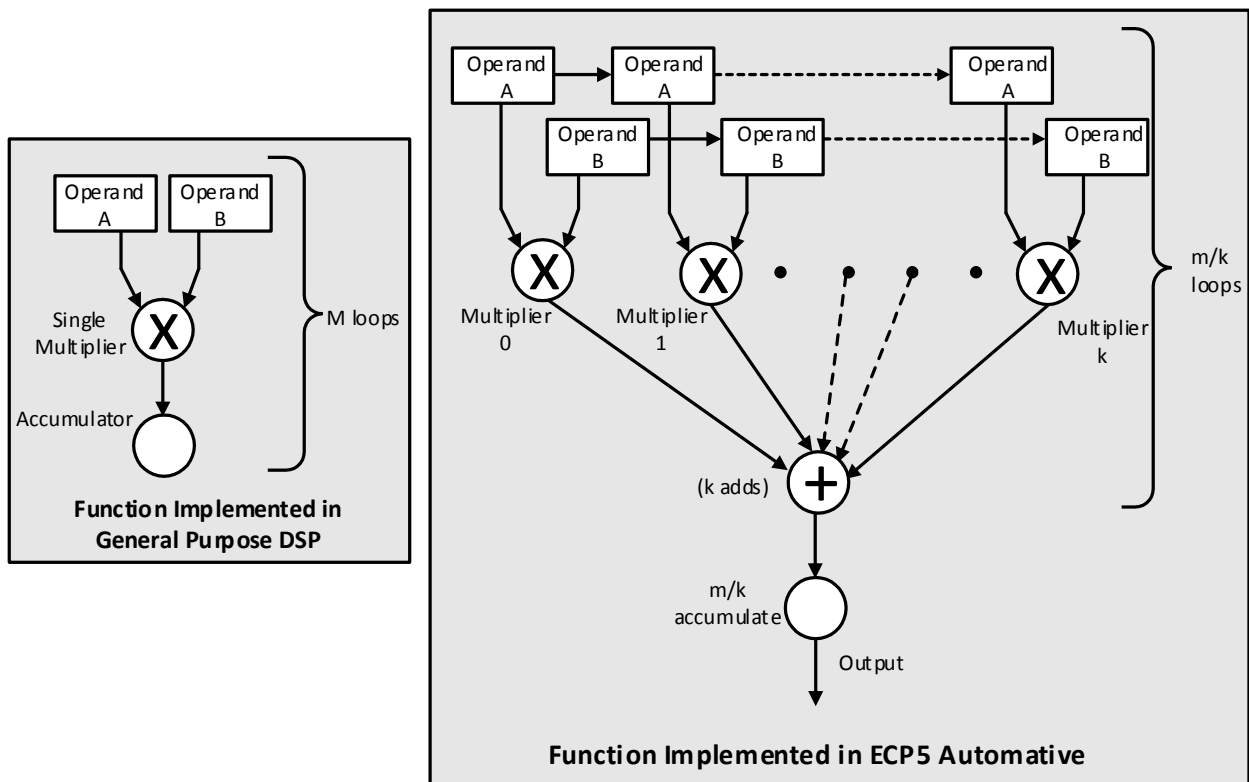 Operand
A
Operand
B
Single
Multiplier
X
Accumulator
M loops
Function Implemented in
General Purpose DSP
Operand
A
Operand
A
Operand
A
Operand
B
Operand
B
Operand
B
X
X
X
Multiplier
0
Multiplier
1
Multiplier
k
m/k
loops
(k adds)
+
m/k
accumulate
Output
Function Implemented in ECP5 Automative